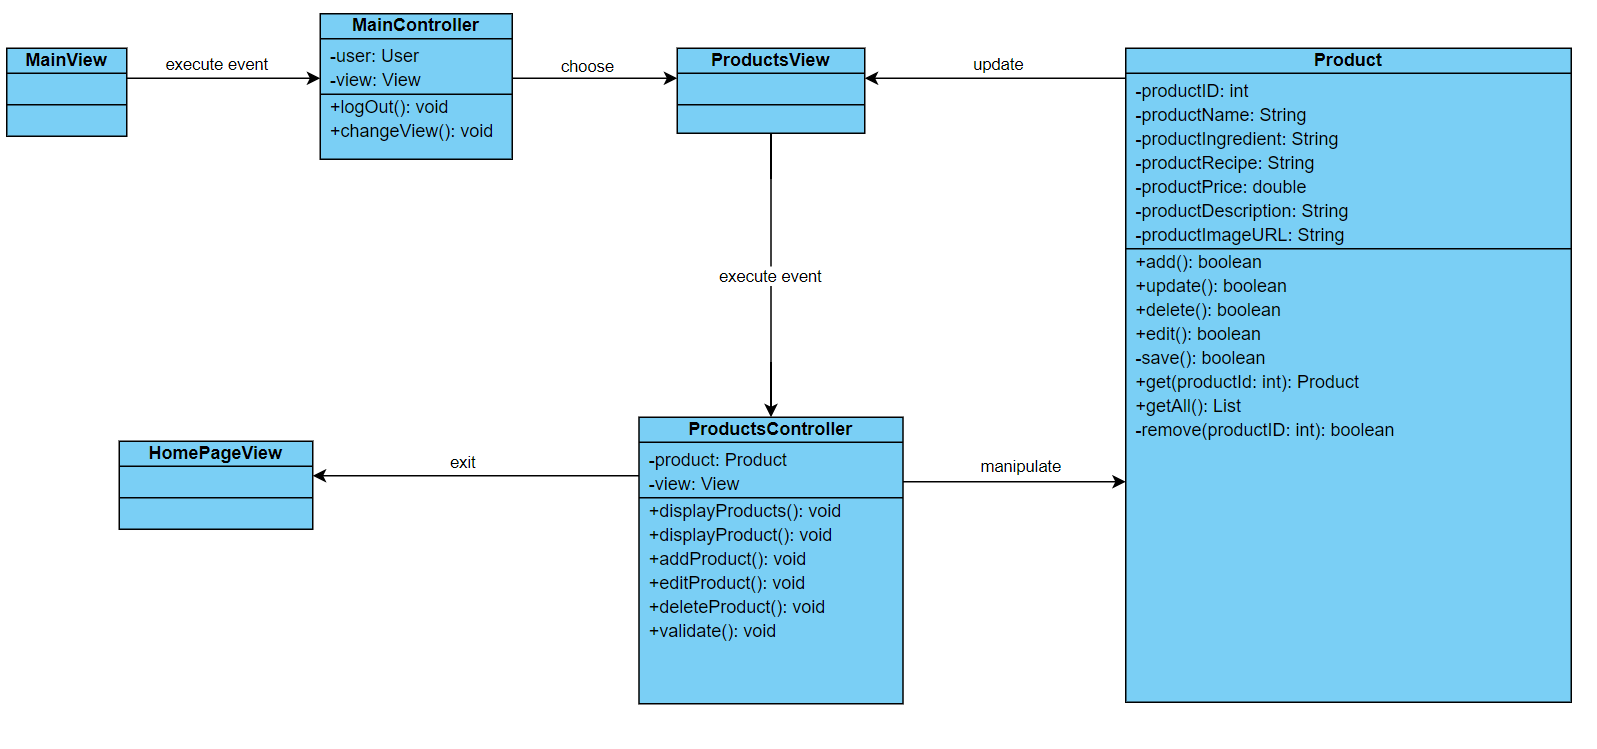 MainView
execute event
MainController
-user: User
-view: View
+logOut(): void
+changeView(): void
choose
ProductsView
update
Product
-productID: int
-productName: String
-productIngredient: String
-productRecipe: String
-productPrice: double
-productDescription: String
-productImageURL: String
+add(): boolean
+update(): boolean
+delete(): boolean
+edit(): boolean
-save(): boolean
+get(productId: int): Product
+getAll(): List
-remove(productID: int): boolean
execute event
HomePageView
exit
ProductsController
-product: Product
-view: View
+displayProducts(): void
+displayProduct(): void
+addProduct(): void
+editProduct(): void
+deleteProduct(): void
+validate(): void
manipulate